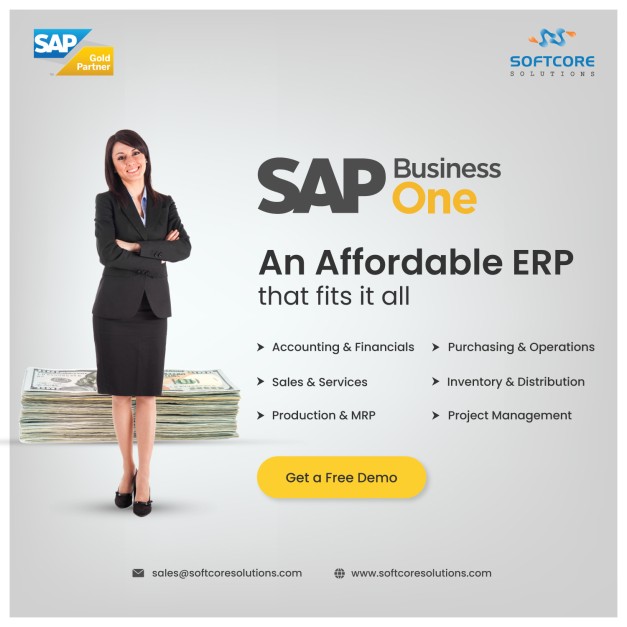 SAP
Gold
Partner
SOFTCORE
SOLUTIONS
SAP Business
One
An Affordable ERP
that fits it all
Accounting & Financials
Purchasing & Operations
Sales & Services
Inventory & Distribution
Production & MRP
Project Management
Get a Free Demo
sales@softcoresolutions.com
www.softcoresolutions.com